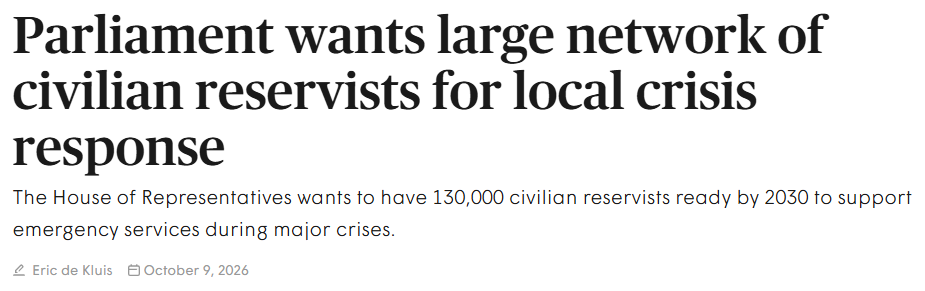 Parliament wants large network of
civilian reservists for local crisis
response
The House of Representatives wants to have 130,000 civilian reservists ready by 2030 to support
emergency services during major crises.
Eric de Kluis October 9, 2026